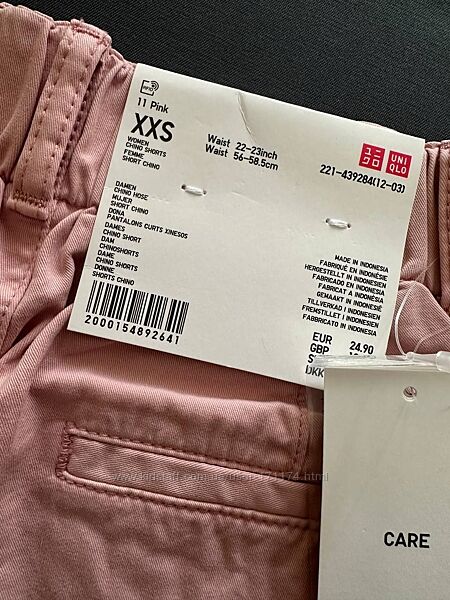 RFID
11 Pink
XXS
WOMEN
CHINO SHORTS
FEMME
SHORT CHINO
Waist 22-23inch
Waist 56-58.5cm
ユニ
クロ
UNI
QLO
221-439284(12-03)
DAMEN
CHINO HOSE
MUJER
SHORT CHINO
DONA
PANTALONS CURTS XINESOS
DAMES
CHINO SHORT
DAM
CHINOSHORTS
DAME
CHINO SHORTS
DONNE
SHORTS CHINO
MADE IN INDONESIA
FABRIQUÉ EN INDONÉSIE
HERGESTELLT IN INDONESIEN
FABRICADO EN INDONESIA
FABRICAT A INDONÈSIA
GEMAAKT IN INDONESIË
TILLVERKAD I INDONESIEN
FREMSTILLET I INDONESIEN
FABBRICATO IN INDONESIA
2000154892641
EUR 24.90
GBP
DKK
CARE